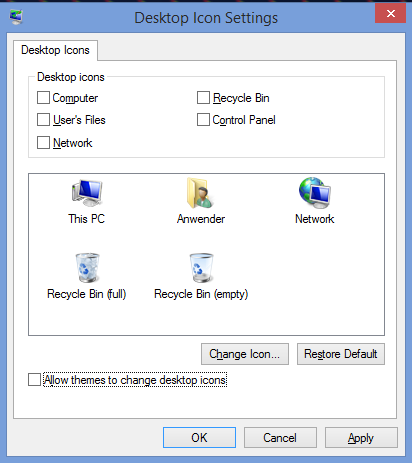 Desktop Icon Settings
Desktop Icons
Desktop icons
Computer
Recycle Bin
User's Files
Control Panel
Network
This PC
Anwender
Network
Recycle Bin (full)
Recycle Bin (empty)
Change Icon...
Restore Default
Allow themes to change desktop icons
OK
Cancel
Apply